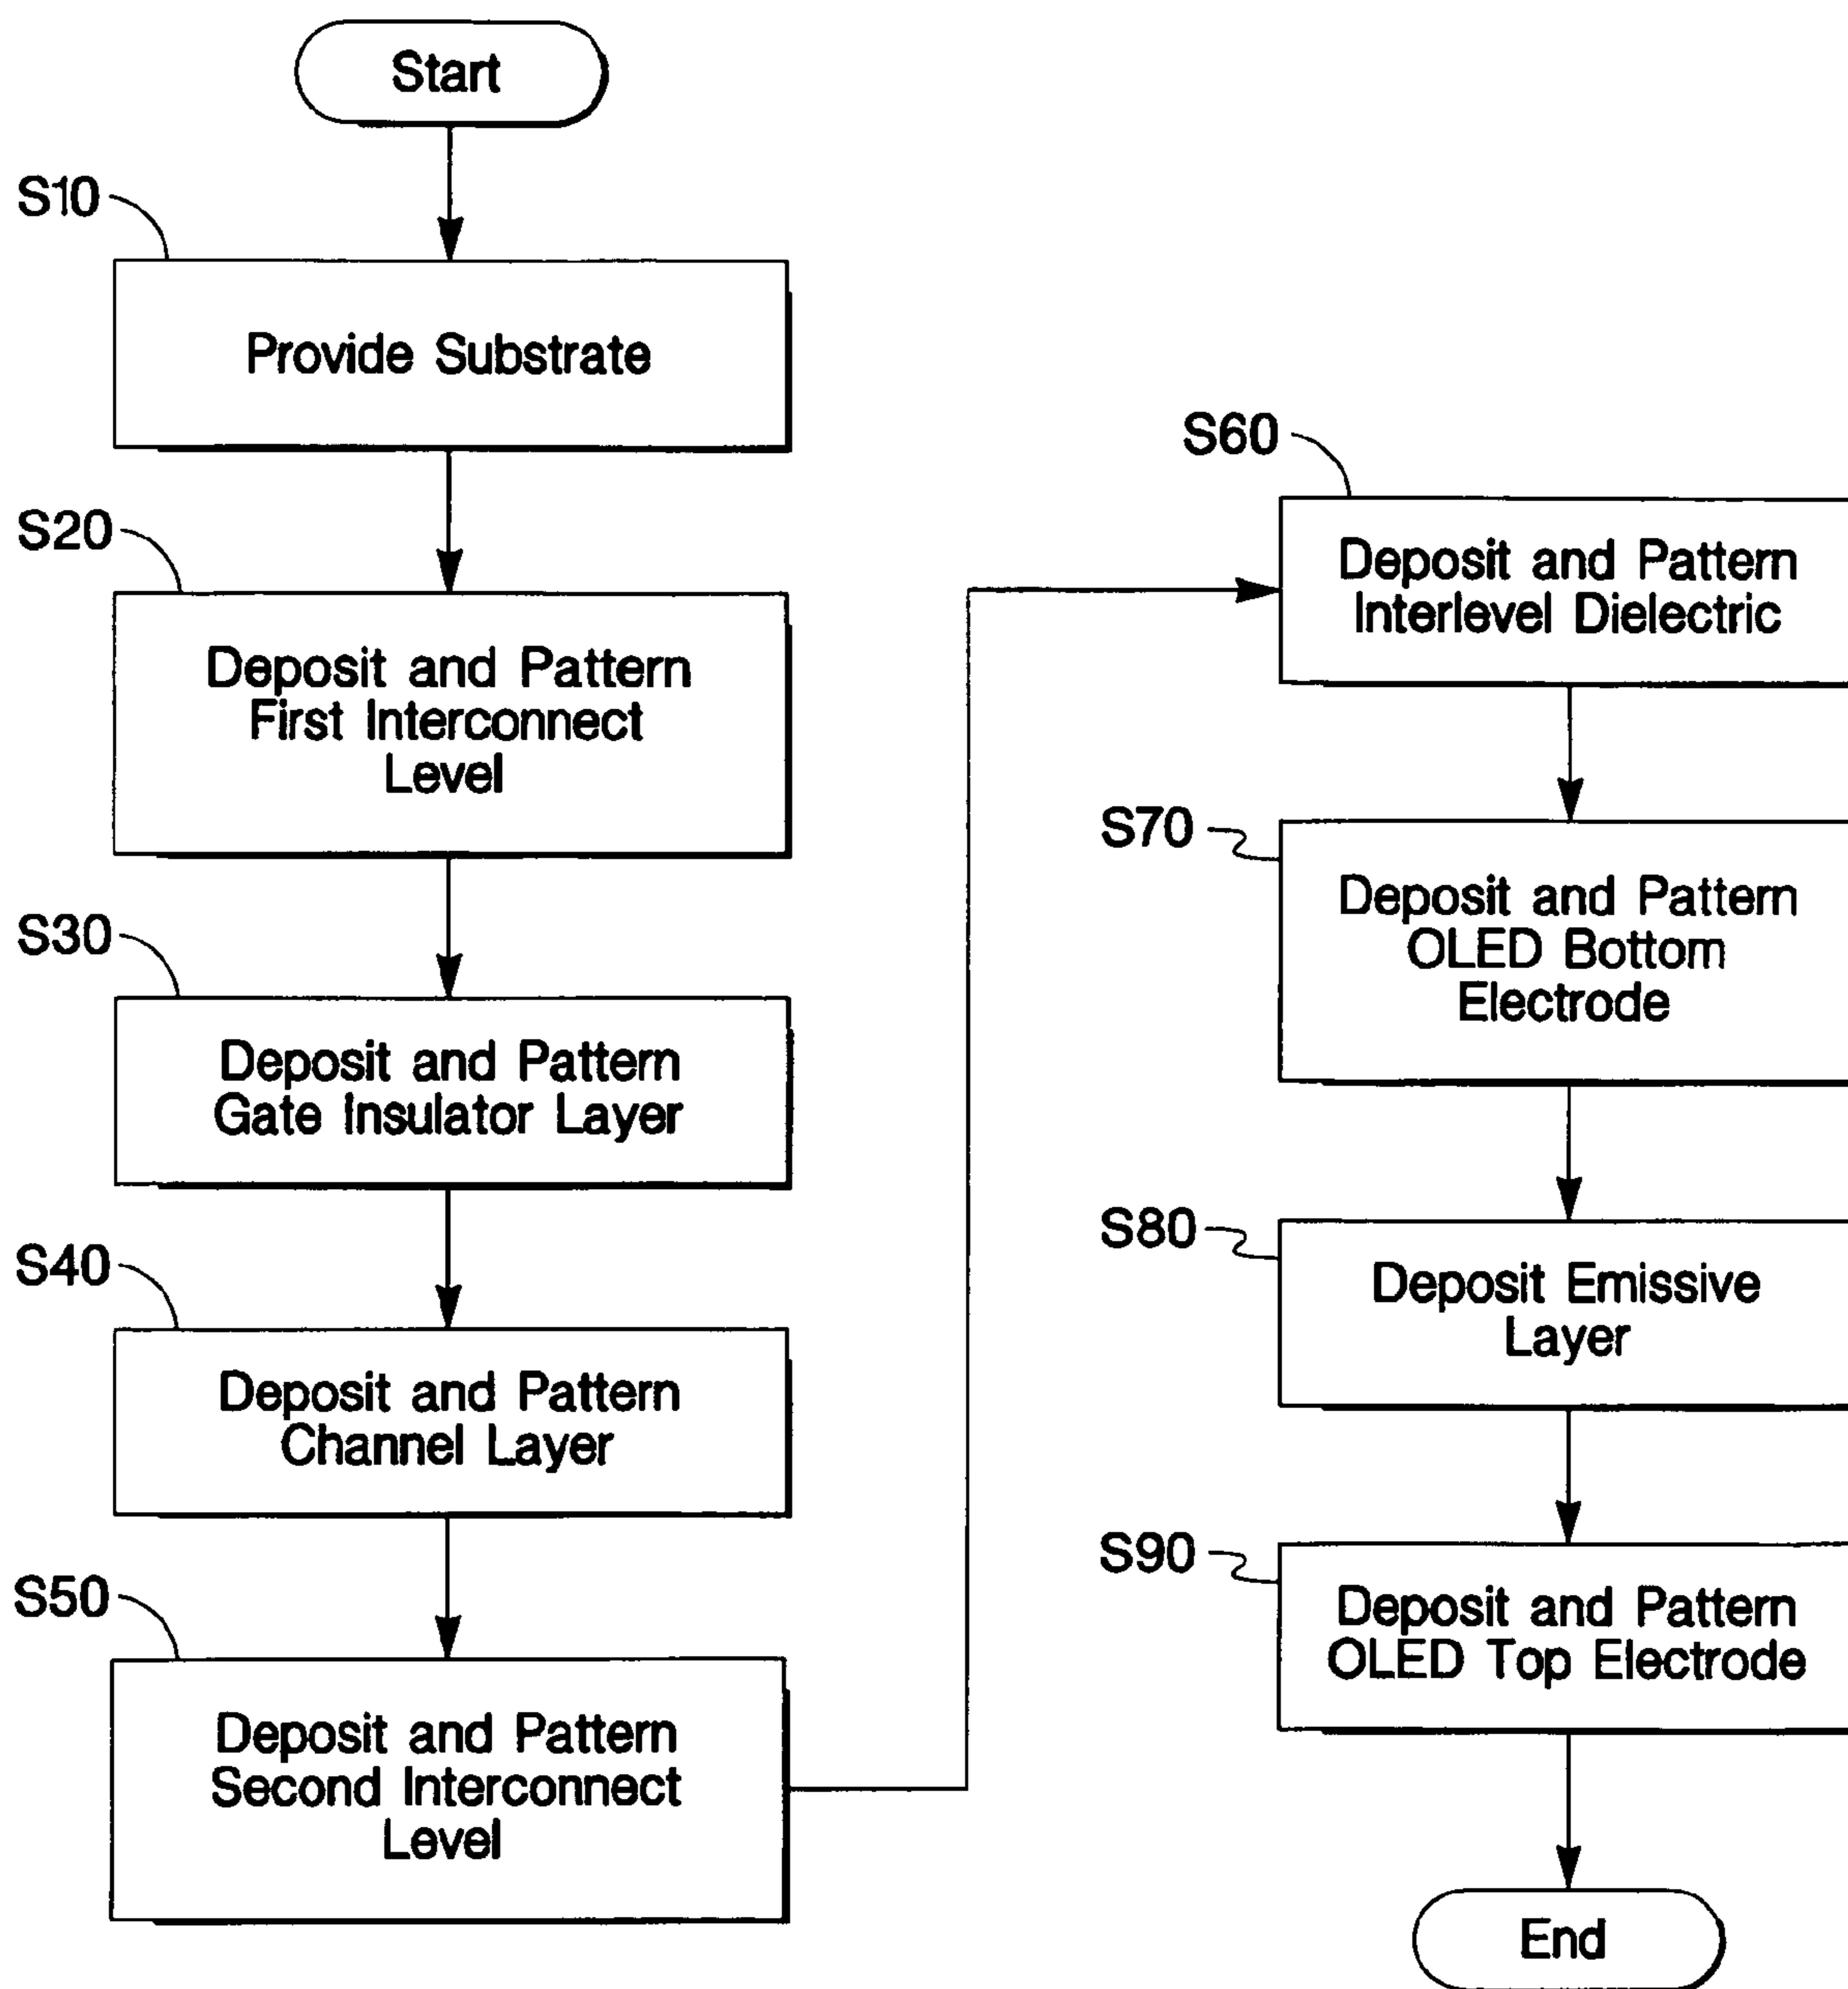 Start
S10
Provide Substrate
S20
Deposit and Pattern
First Interconnect
Level
S30
Deposit and Pattern
Gate Insulator Layer
S40
Deposit and Pattern
Channel Layer
S50
Deposit and Pattern
Second Interconnect
Level
S60
Deposit and Pattern
Interlevel Dielectric
S70
Deposit and Pattern
OLED Bottom
Electrode
S80
Deposit Emissive
Layer
S90
Deposit and Pattern
OLED Top Electrode
End